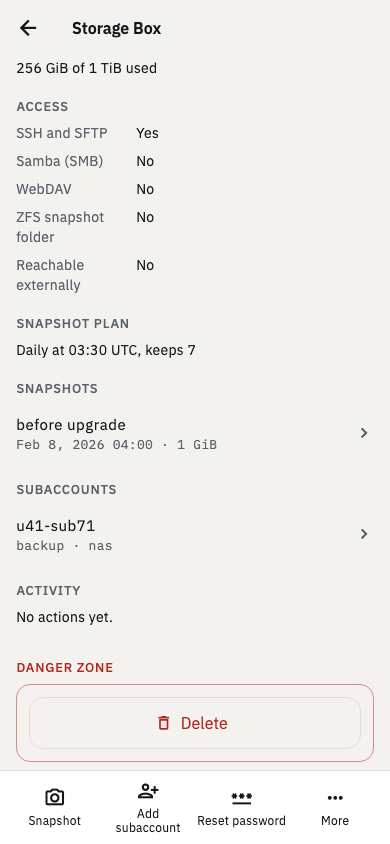 Storage Box
256 GiB of 1 TiB used
ACCESS
SSH and SFTP Yes
Samba (SMB) No
WebDAV No
ZFS snapshot folder No
Reachable externally No
SNAPSHOT PLAN
Daily at 03:30 UTC, keeps 7
SNAPSHOTS
before upgrade
Feb 8, 2026 04:00 · 1 GiB
SUBACCOUNTS
u41-sub71
backup · nas
ACTIVITY
No actions yet.
DANGER ZONE
Delete
Snapshot
Add subaccount
Reset password
More